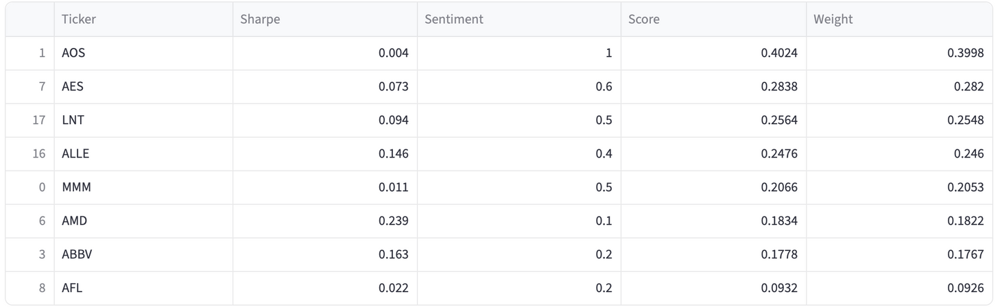 Ticker Sharpe Sentiment Score Weight
1 AOS 0.004 1 0.4024 0.3998
7 AES 0.073 0.6 0.2838 0.282
17 LNT 0.094 0.5 0.2564 0.2548
16 ALLE 0.146 0.4 0.2476 0.246
0 MMM 0.011 0.5 0.2066 0.2053
6 AMD 0.239 0.1 0.1834 0.1822
3 ABBV 0.163 0.2 0.1778 0.1767
8 AFL 0.022 0.2 0.0932 0.0926